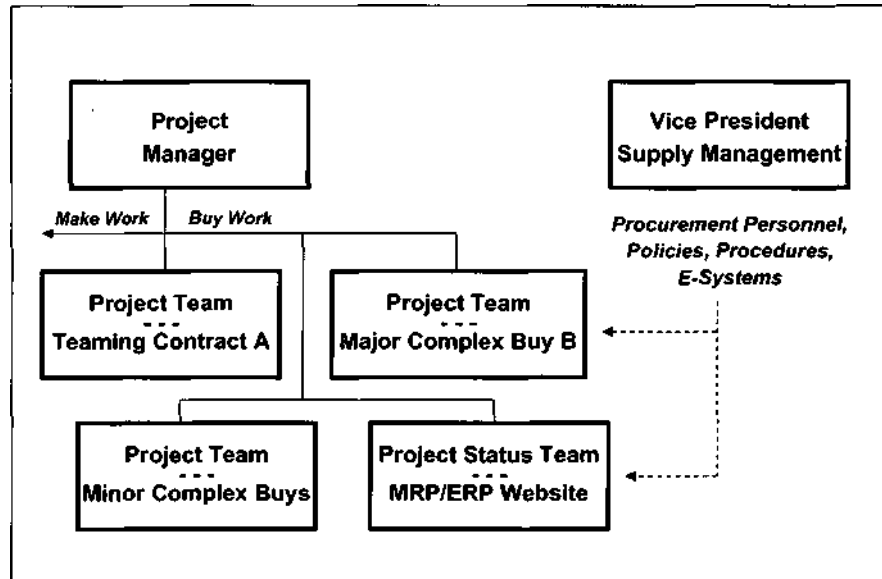 Project
Manager
Vice President
Supply Management
Make Work
Buy Work
Procurement Personnel,
Policies, Procedures,
E-Systems
Project Team
- - -
Teaming Contract A
Project Team
- - -
Major Complex Buy B
Project Team
- - -
Minor Complex Buys
Project Status Team
- - -
MRP/ERP Website